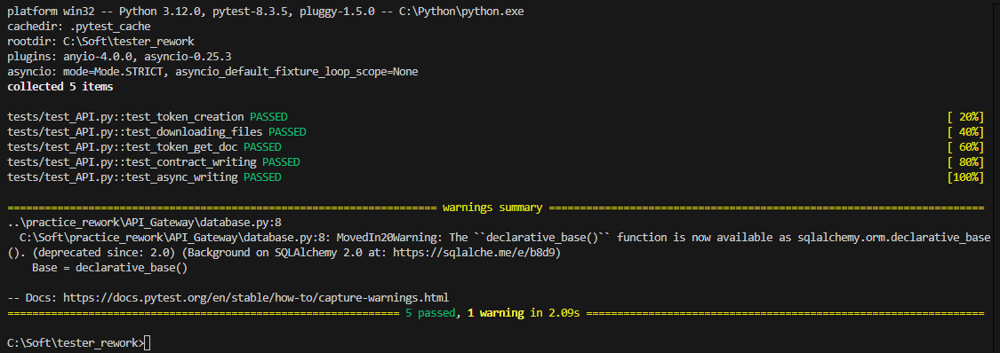 platform win32 -- Python 3.12.0, pytest-8.3.5, pluggy-1.5.0 -- C:\Python\python.exe
cachedir: .pytest_cache
rootdir: C:\Soft\tester_rework
plugins: anyio-4.0.0, asyncio-0.25.3
asyncio: mode=Mode.STRICT, asyncio_default_fixture_loop_scope=None
collected 5 items
tests/test_API.py::test_token_creation PASSED [ 20%]
tests/test_API.py::test_downloading_files PASSED [ 40%]
tests/test_API.py::test_token_get_doc PASSED [ 60%]
tests/test_API.py::test_contract_writing PASSED [ 80%]
tests/test_API.py::test_async_writing PASSED [100%]
===================================================================== warnings summary ======================================================================
..\practice_rework\API_Gateway\database.py:8
  C:\Soft\practice_rework\API_Gateway\database.py:8: MovedIn20Warning: The ``declarative_base()`` function is now available as sqlalchemy.orm.declarative_base
(). (deprecated since: 2.0) (Background on SQLAlchemy 2.0 at: https://sqlalche.me/e/b8d9)
    Base = declarative_base()
-- Docs: https://docs.pytest.org/en/stable/how-to/capture-warnings.html
=============================================================== 5 passed, 1 warning in 2.09s ================================================================
C:\Soft\tester_rework>